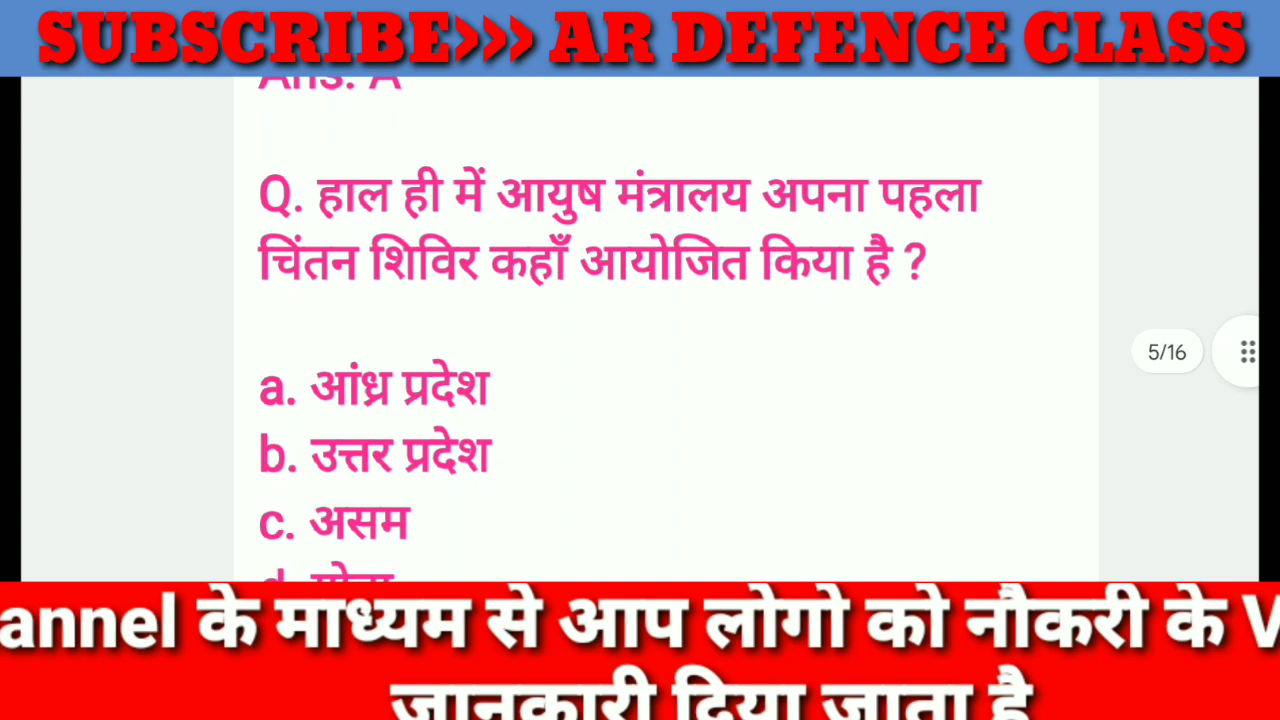 SUBSCRIBE>>> AR DEFENCE CLASS
Ans. A
Q. हाल ही में आयुष मंत्रालय अपना पहला
चिंतन शिविर कहाँ आयोजित किया है ?
5/16
a. आंध्र प्रदेश
b. उत्तर प्रदेश
c. असम
annel के माध्यम से आप लोगो को नौकरी के V
जानकारी दिया जाता है